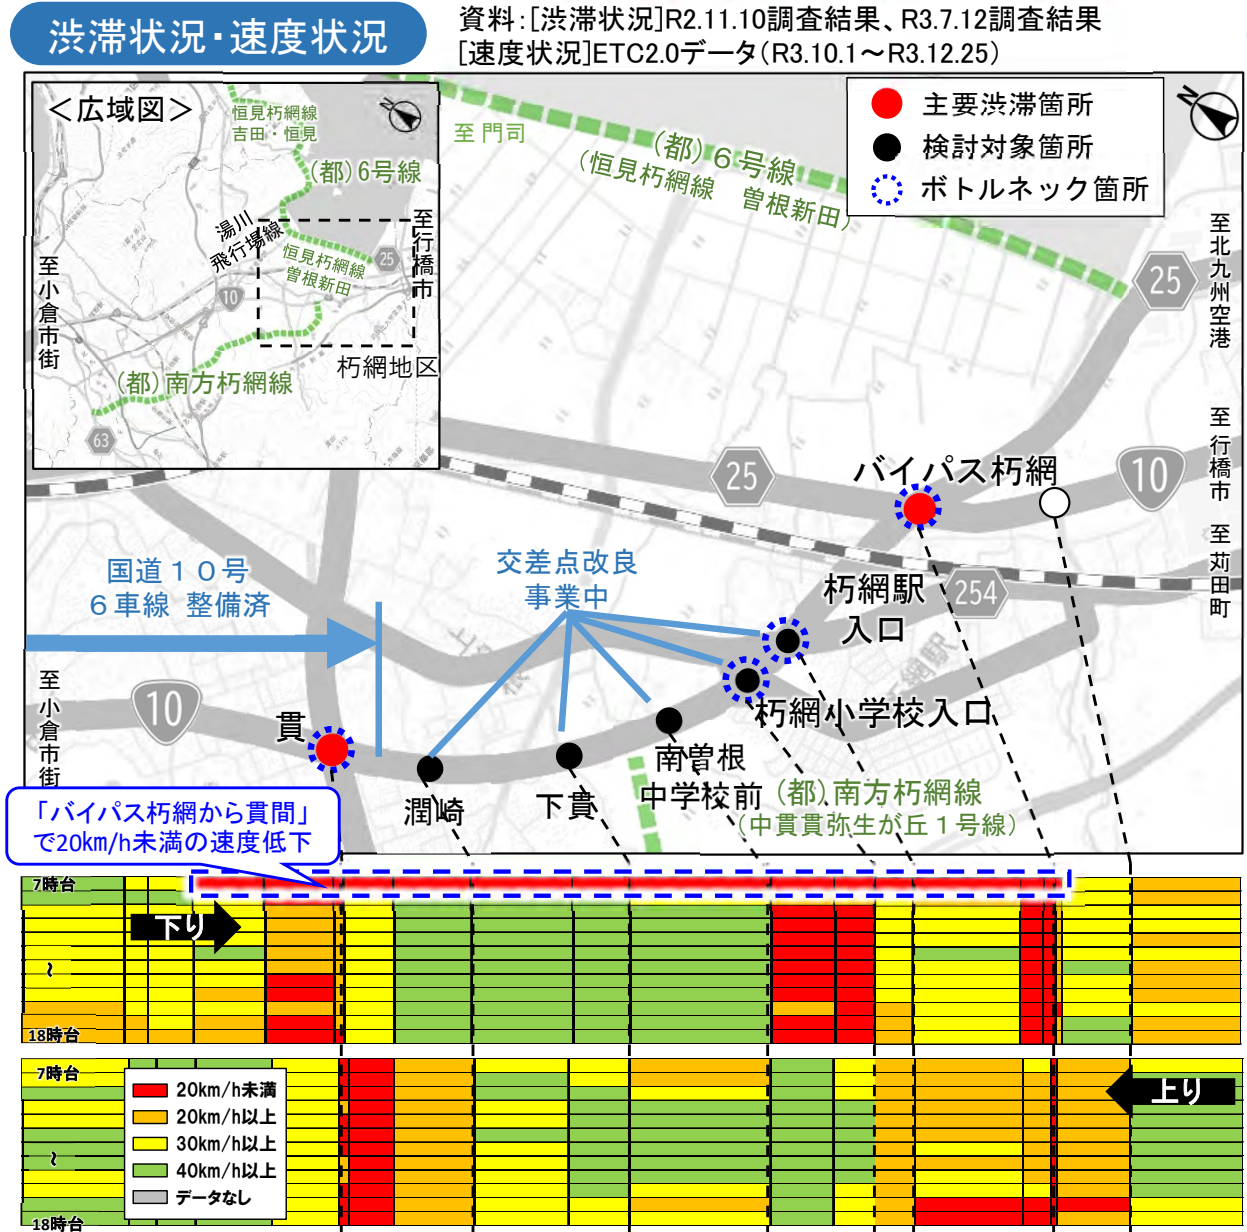 渋滞状況・速度状況
資料:[渋滞状況]R2.11.10調査結果、R3.7.12調査結果
[速度状況]ETC2.0データ(R3.10.1～R3.12.25)
＜広域図＞
恒見朽網線
吉田・恒見
(都)6号線
湯川
飛行場線
恒見朽網線
曽根新田
25
10
至小倉市街
至行橋市
朽網地区
(都)南方朽網線
63
N
至 門司
(都)６号線
(恒見朽網線 曽根新田)
主要渋滞箇所
検討対象箇所
ボトルネック箇所
N
25
至北九州空港
25
バイパス朽網
10
至行橋市
至苅田町
国道１０号
６車線 整備済
交差点改良
事業中
朽網駅
入口
254
朽網駅
至小倉市街
10
貫
朽網小学校入口
南曽根
中学校前
潤崎
下貫
(都)南方朽網線
(中貫貫弥生が丘１号線)
「バイパス朽網から貫間」
で20km/h未満の速度低下
7時台
下り
～
18時台
7時台
上り
～
18時台
20km/h未満
20km/h以上
30km/h以上
40km/h以上
データなし